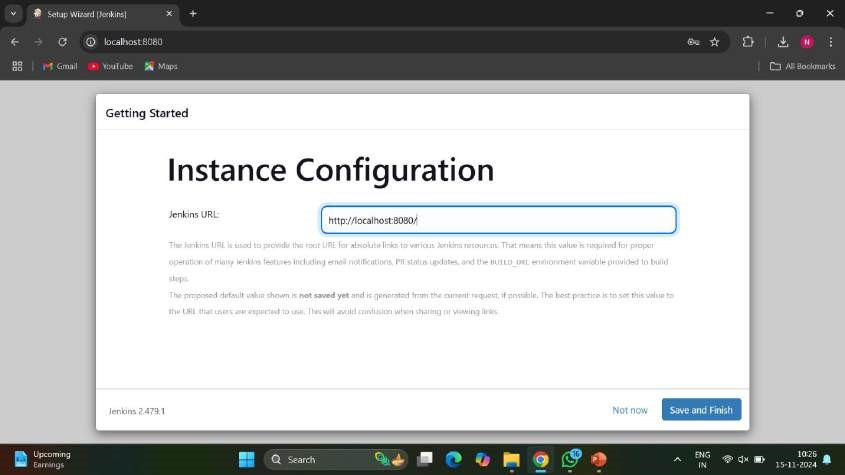 Setup Wizard [Jenkins]
localhost:8080
N
Gmail YouTube Maps All Bookmarks
Getting Started
Instance Configuration
Jenkins URL: http://localhost:8080/
The Jenkins URL is used to provide the root URL for absolute links to various Jenkins resources. That means this value is required for proper
operation of many Jenkins features including email notifications, PR status updates, and the BUILD_URL environment variable provided to build
steps.
The proposed default value shown is not saved yet and is generated from the current request, if possible. The best practice is to set this value to
the URL that users are expected to use. This will avoid confusion when sharing or viewing links.
Jenkins 2.479.1 Not now Save and Finish
Upcoming
Earnings
Search
16
ENG
IN
10:26
15-11-2024